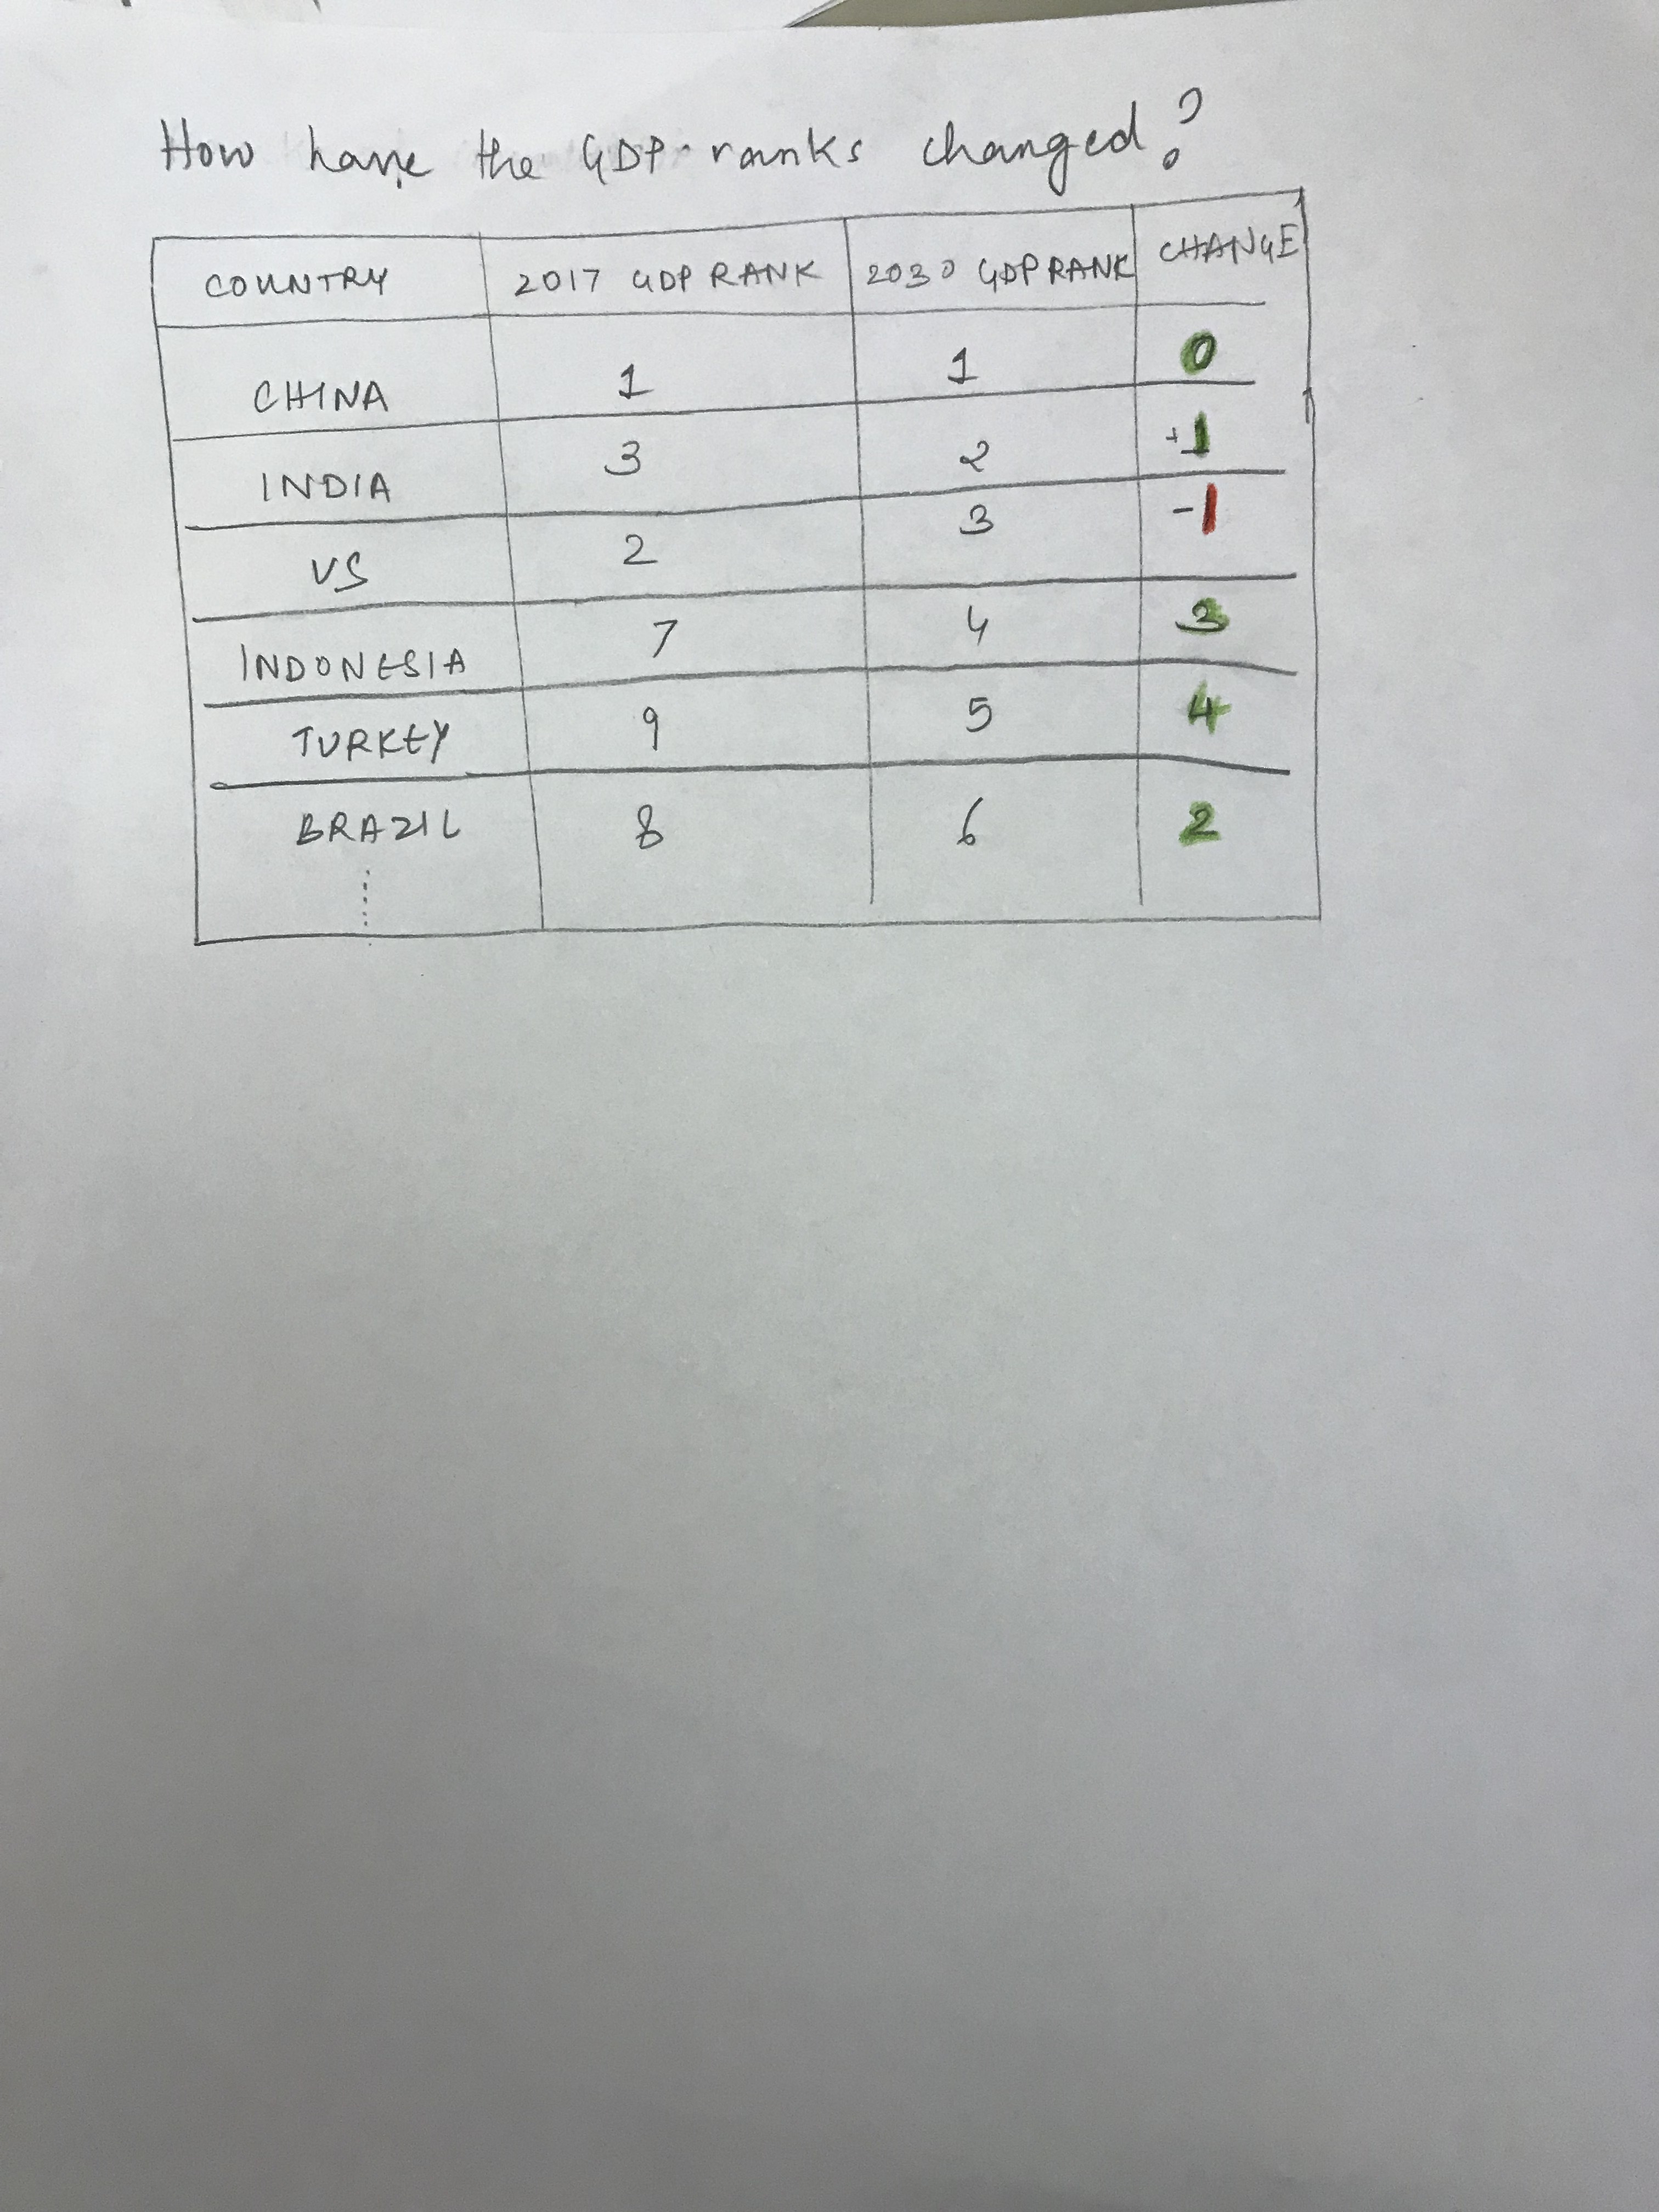 How have the GDP ranks changed?
COUNTRY 2017 GDP RANK 2030 GDP RANK CHANGE
CHINA 1 1 0
INDIA 3 2 +1
US 2 3 -1
INDONESIA 7 4 3
TURKEY 9 5 4
BRAZIL 8 6 2